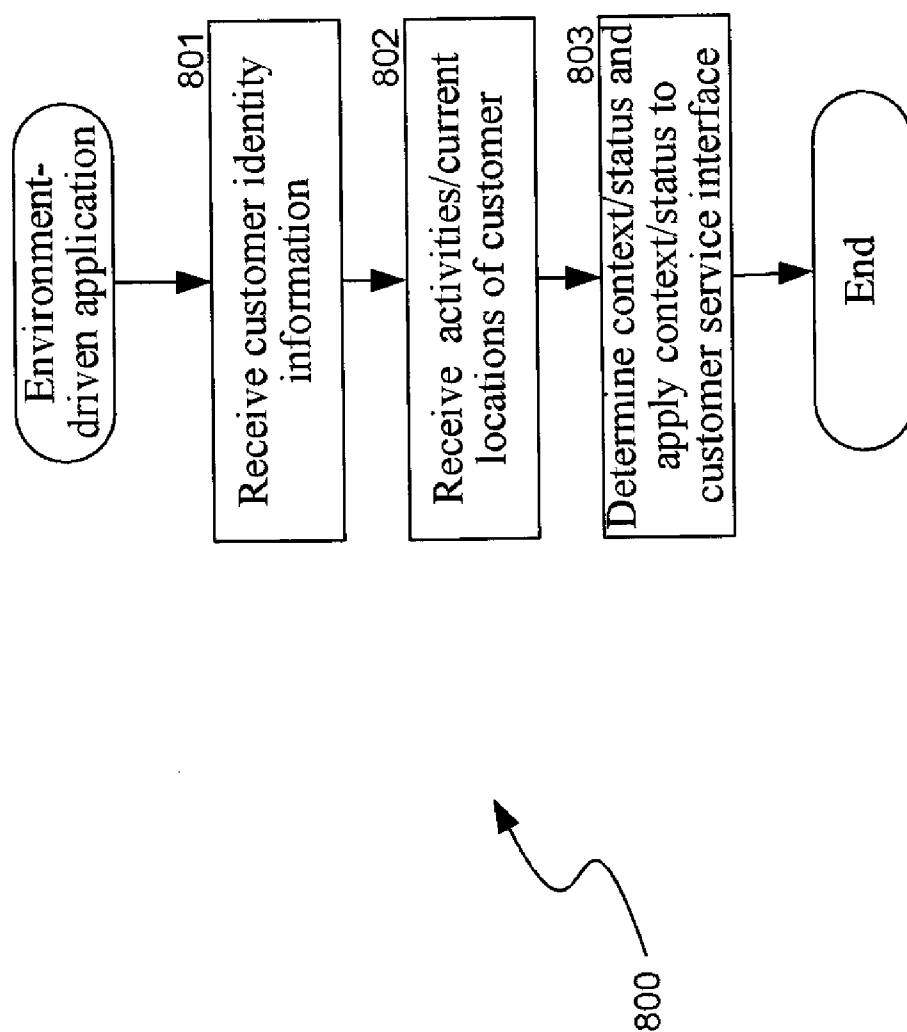 Environment-
driven application
801
Receive customer identity
information
802
Receive activities/current
locations of customer
803
Determine context/status and
apply context/status to
customer service interface
End
800